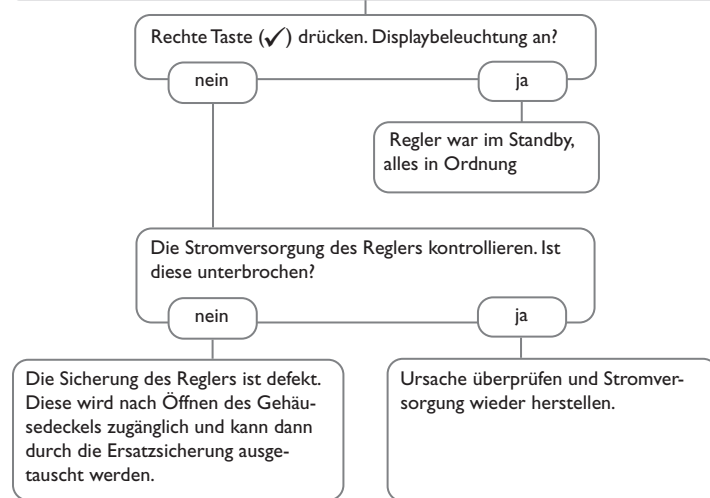 Rechte Taste (✓) drücken. Displaybeleuchtung an?
nein
ja
Regler war im Standby,
alles in Ordnung
Die Stromversorgung des Reglers kontrollieren. Ist
diese unterbrochen?
nein
ja
Die Sicherung des Reglers ist defekt.
Diese wird nach Öffnen des Gehäu-
sedeckels zugänglich und kann dann
durch die Ersatzsicherung ausge-
tauscht werden.
Ursache überprüfen und Stromver-
sorgung wieder herstellen.